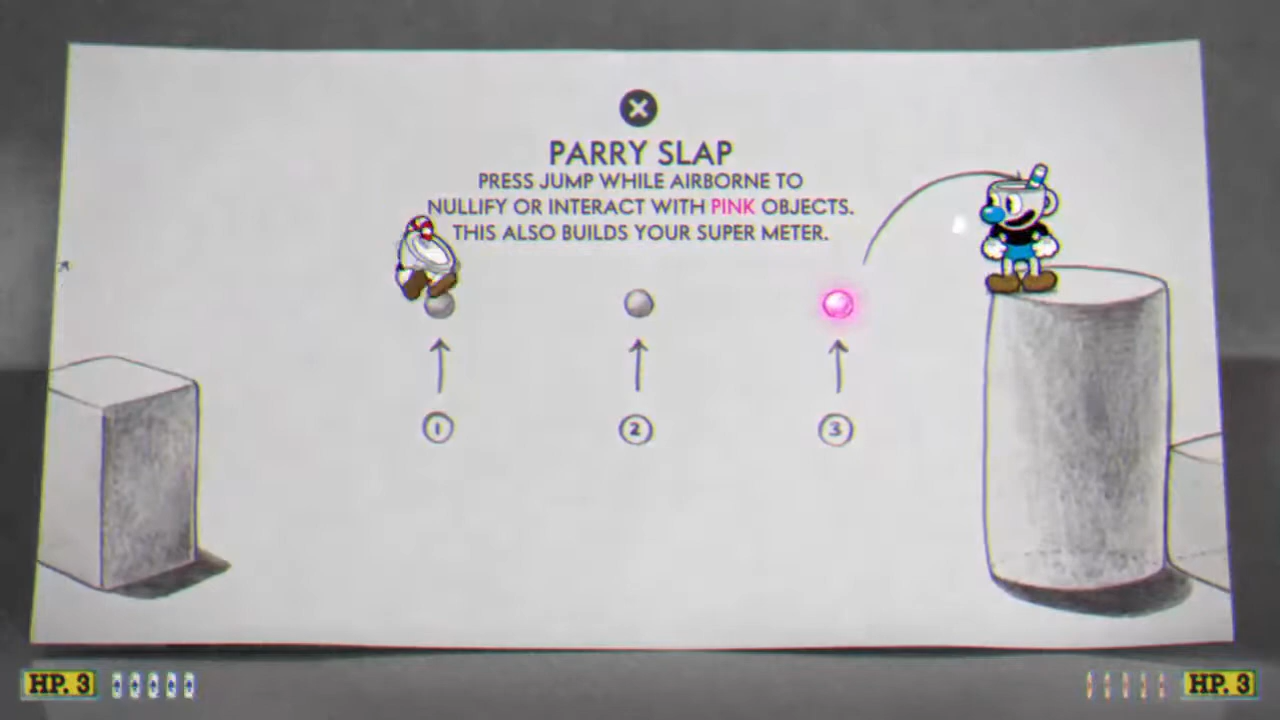 PARRY SLAP
PRESS JUMP WHILE AIRBORNE TO
NULLIFY OR INTERACT WITH PINK OBJECTS.
THIS ALSO BUILDS YOUR SUPER METER.
1 2 3
HP. 3 HP. 3